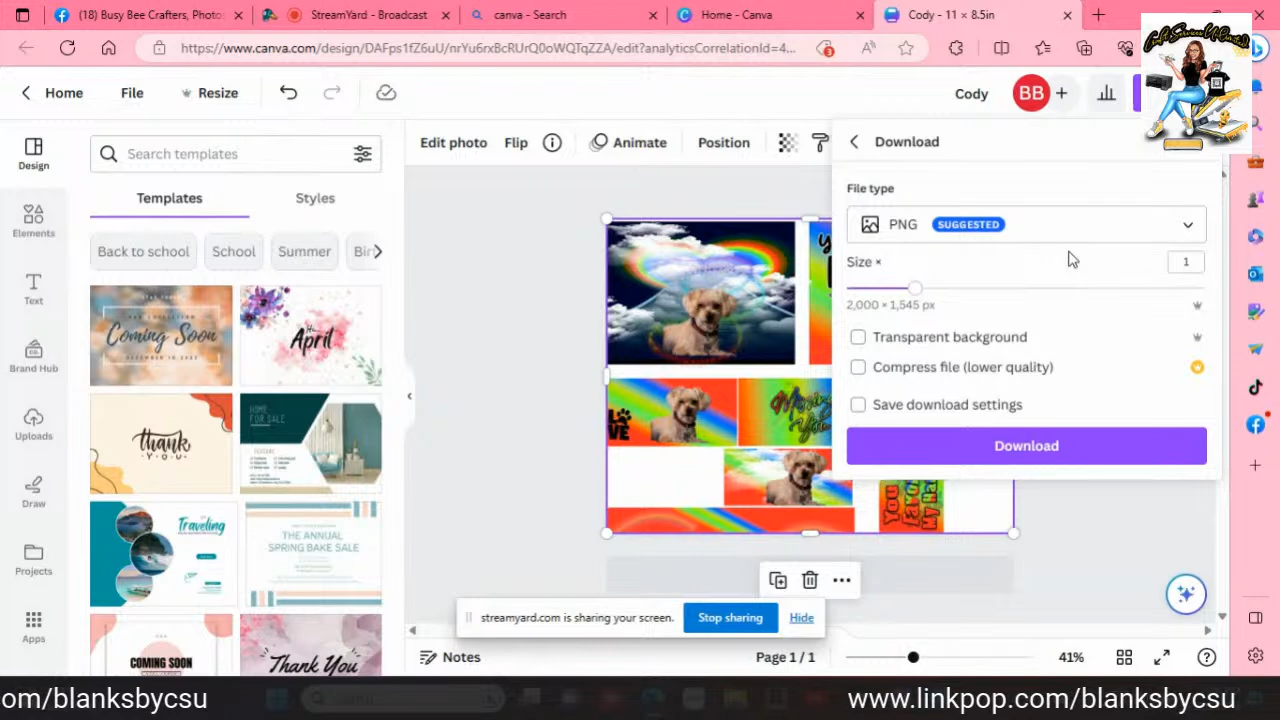 (18) Busy Bee Crafters, Photo
StreamYard - Broadcast
canva - Search
Home - Canva
Cody - 11 × 8.5in
https://www.canva.com/design/DAFps1fZ6uU/nrYu6rxBcRUrQ0oWQTqZZA/edit?analyticsCorrelationId=4...
3
Home
File
Resize
Cody
BB
Design
Elements
Text
Brand Hub
Uploads
Draw
Projects
Apps
Search templates
Templates
Styles
Back to school
School
Summer
Coming Soon
Hi
April
thank
YOU
HOME
FOR SALE
Traveling
THE ANNUAL
SPRING BAKE SALE
COMING SOON
Thank You
Edit photo
Flip
Animate
Position
You
Download
File type
PNG
SUGGESTED
Size ×
1
2,000 × 1,545 px
Transparent background
Compress file (lower quality)
Save download settings
Download
streamyard.com is sharing your screen.
Stop sharing
Hide
Notes
Page 1 / 1
41%
om/blanksbycsu
www.linkpop.com/blanksbycsu